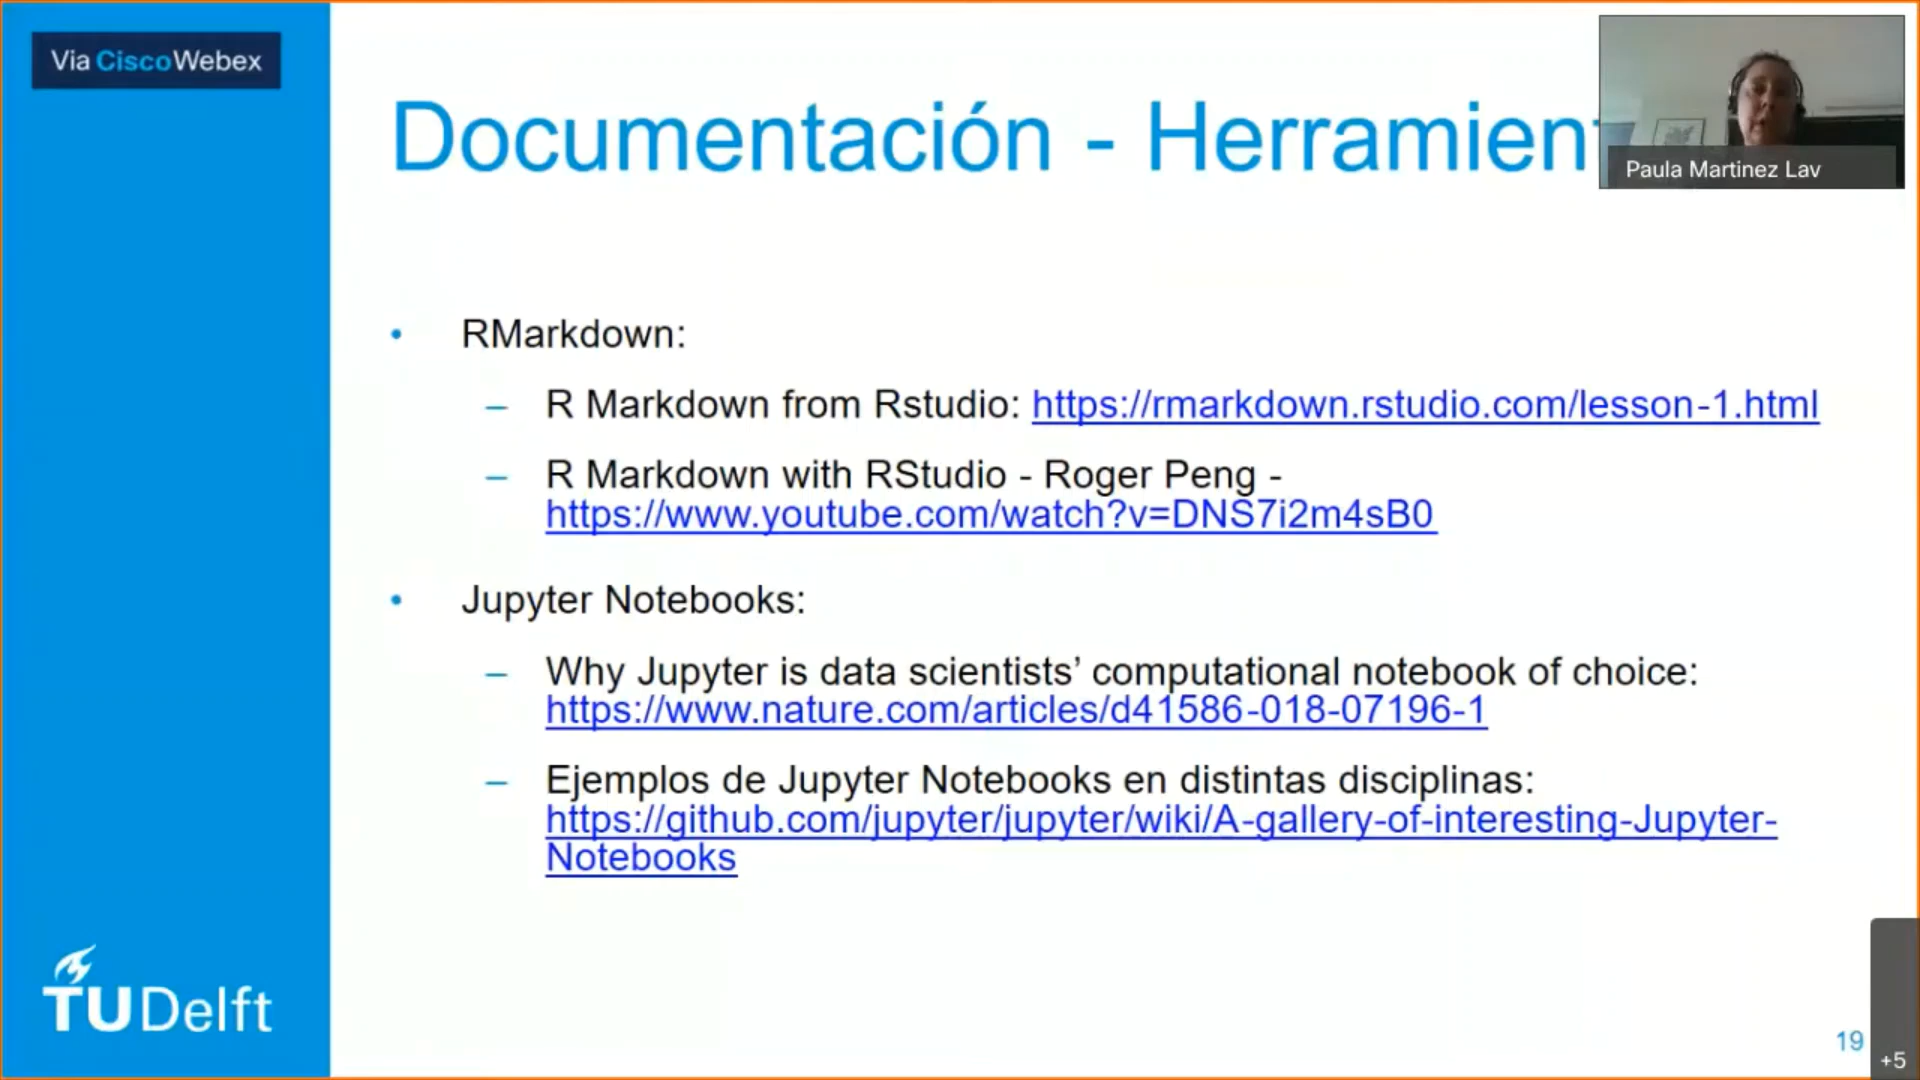 Via CiscoWebex
Documentación - Herramient
Paula Martinez Lav
• RMarkdown:
– R Markdown from Rstudio: https://rmarkdown.rstudio.com/lesson-1.html
– R Markdown with RStudio - Roger Peng -
https://www.youtube.com/watch?v=DNS7i2m4sB0
• Jupyter Notebooks:
– Why Jupyter is data scientists’ computational notebook of choice:
https://www.nature.com/articles/d41586-018-07196-1
– Ejemplos de Jupyter Notebooks en distintas disciplinas:
https://github.com/jupyter/jupyter/wiki/A-gallery-of-interesting-Jupyter-
Notebooks
TUDelft
19
+5